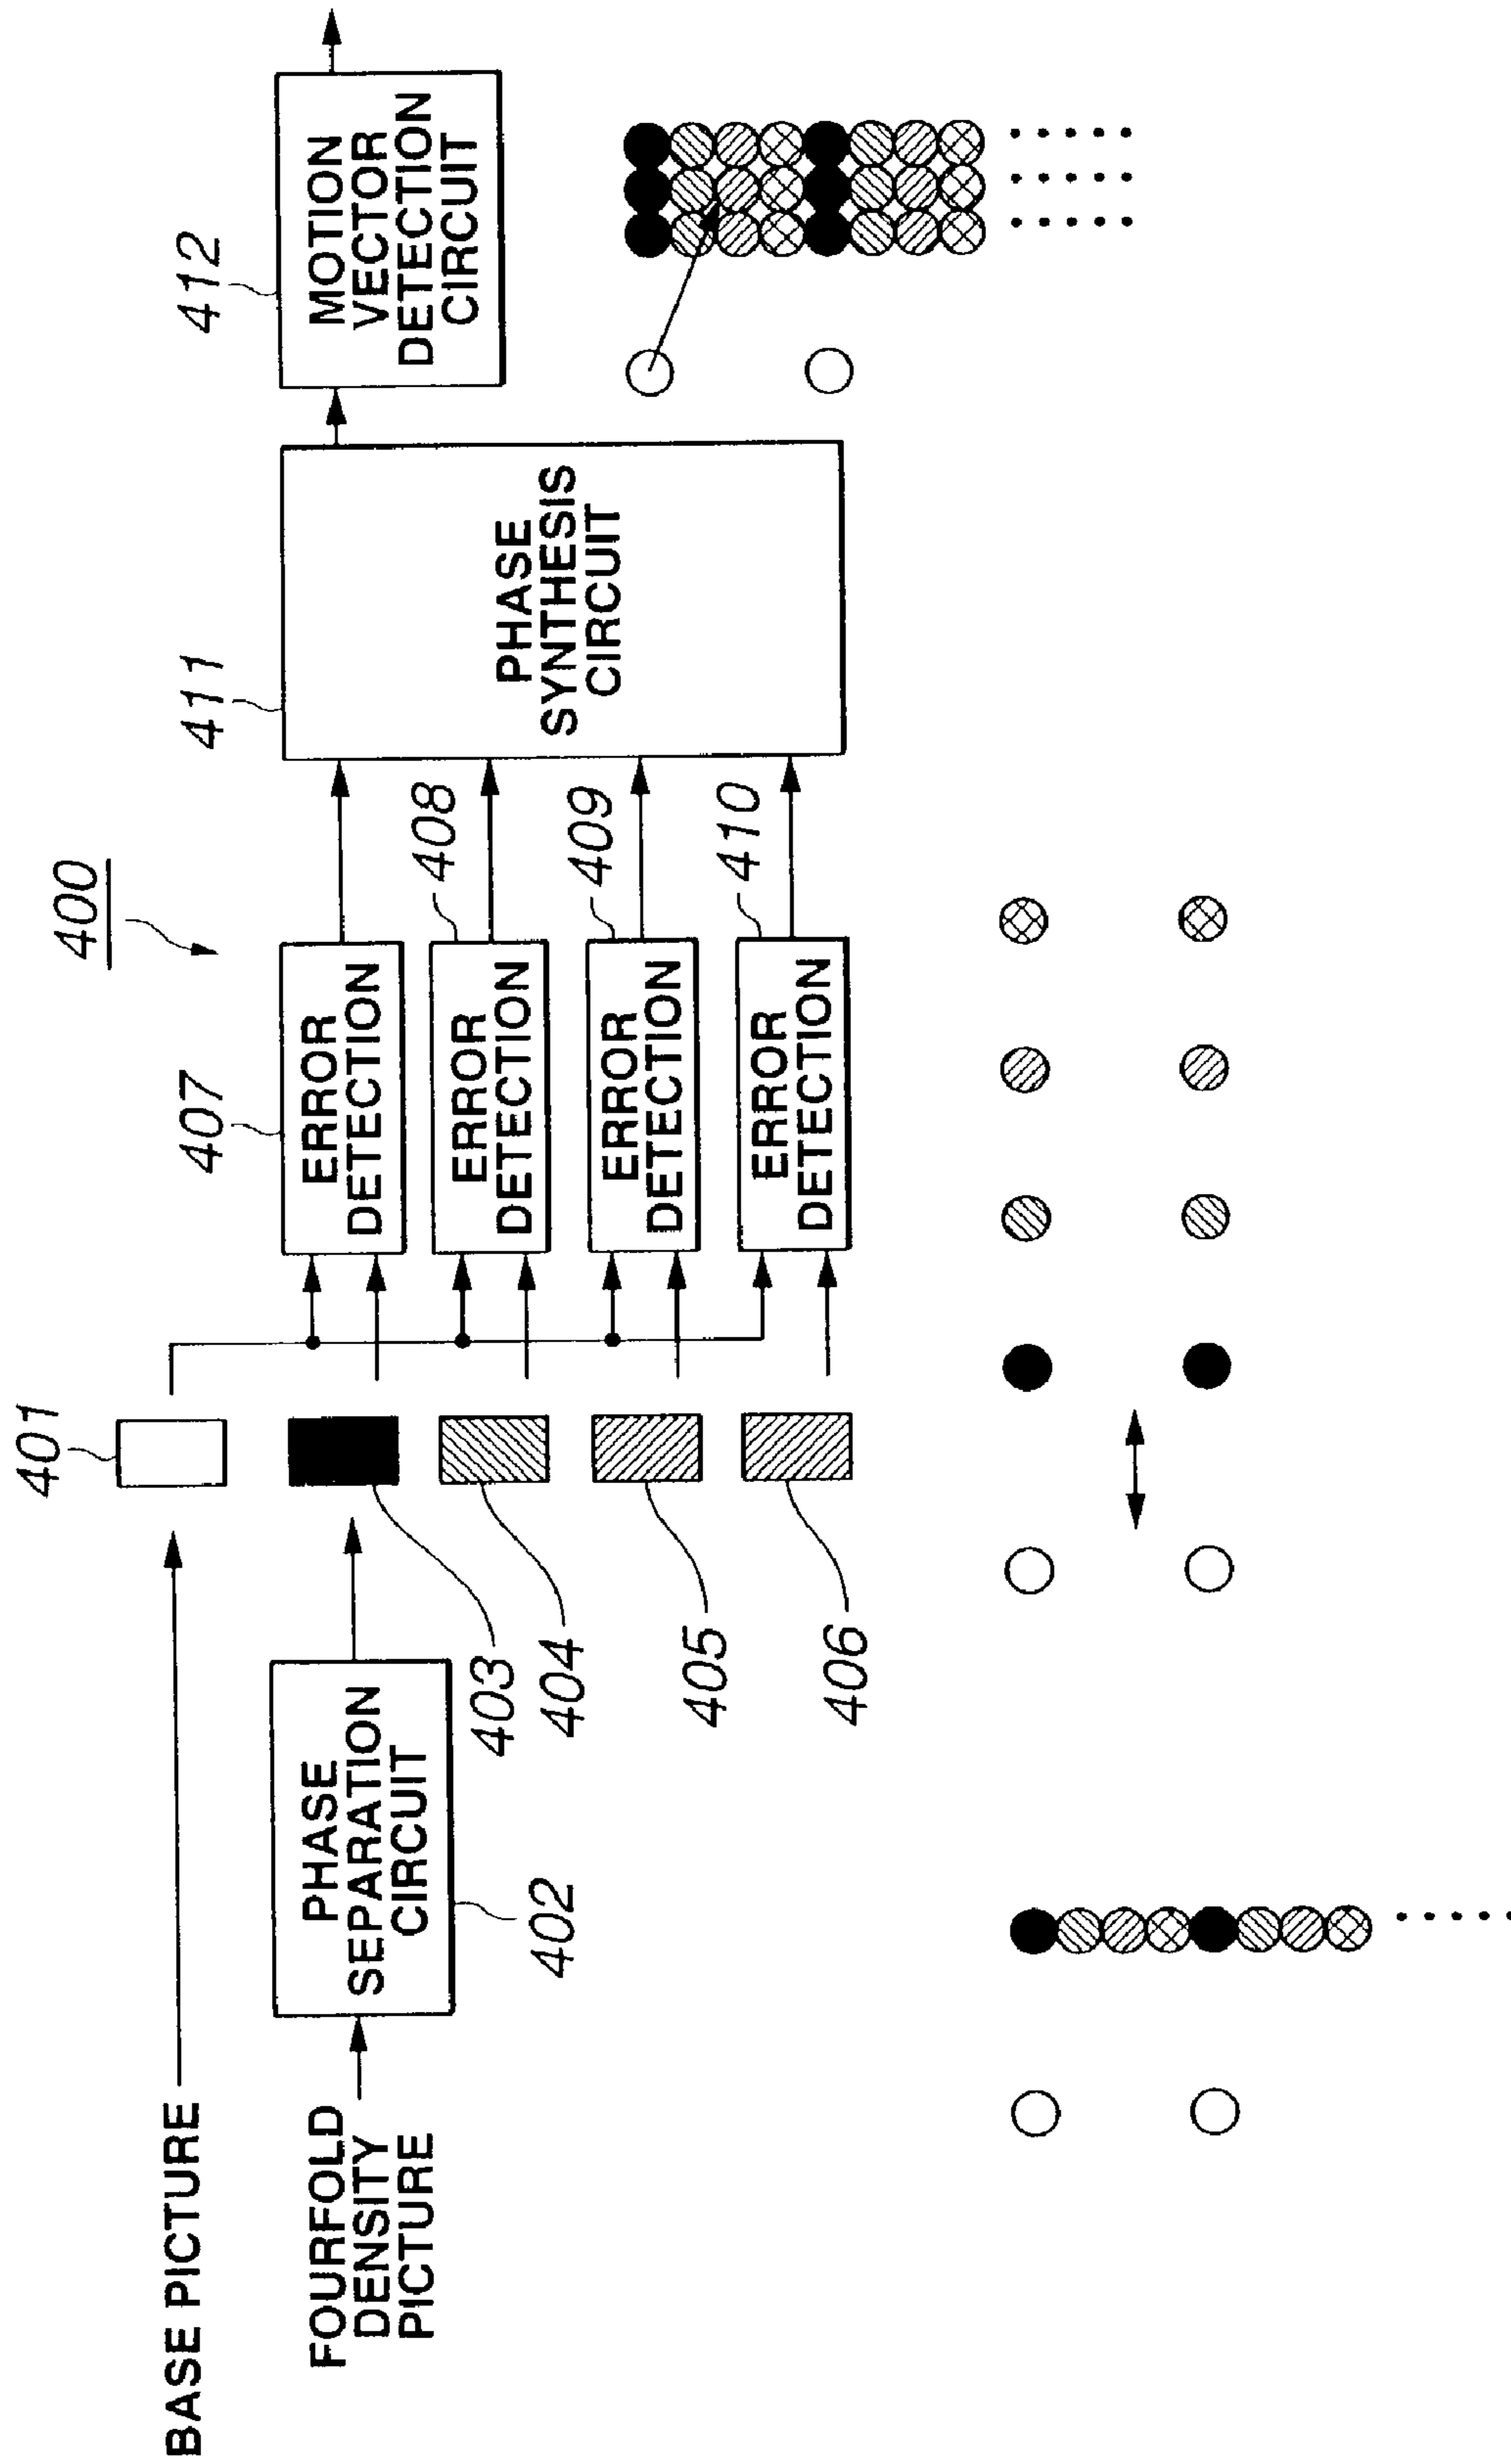 400
BASE PICTURE
401
FOURFOLD
DENSITY
PICTURE
PHASE
SEPARATION
CIRCUIT
402
403
404
405
406
407
ERROR
DETECTION
408
ERROR
DETECTION
409
ERROR
DETECTION
410
ERROR
DETECTION
411
PHASE
SYNTHESIS
CIRCUIT
412
MOTION
VECTOR
DETECTION
CIRCUIT